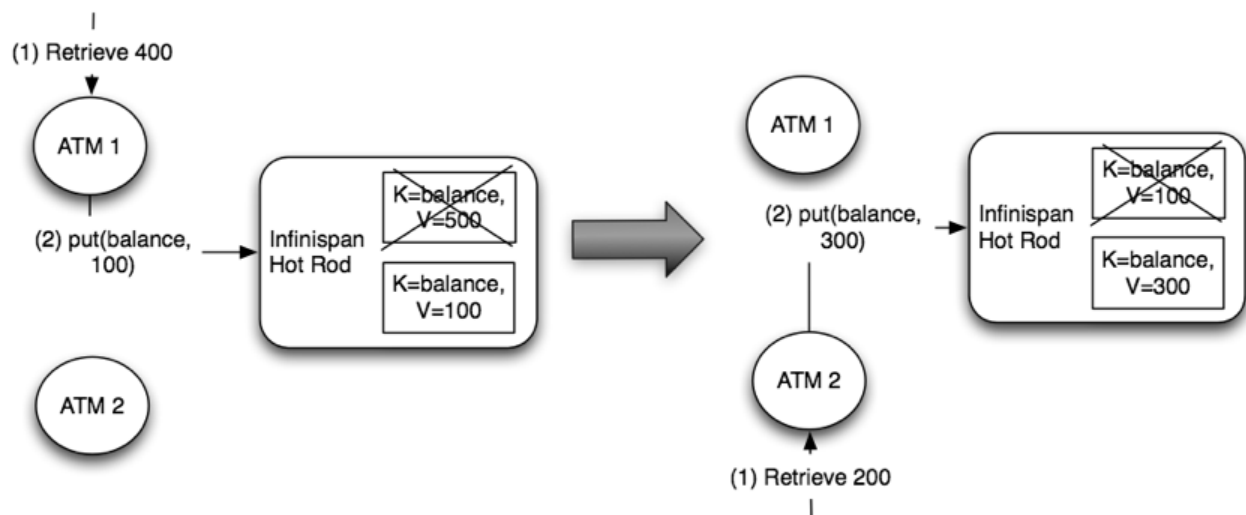 (1) Retrieve 400
ATM 1
(2) put(balance,
100)
Infinispan
Hot Rod
K=balance,
V=500
K=balance,
V=100
ATM 2
ATM 1
(2) put(balance,
300)
Infinispan
Hot Rod
K=balance,
V=100
K=balance,
V=300
ATM 2
(1) Retrieve 200